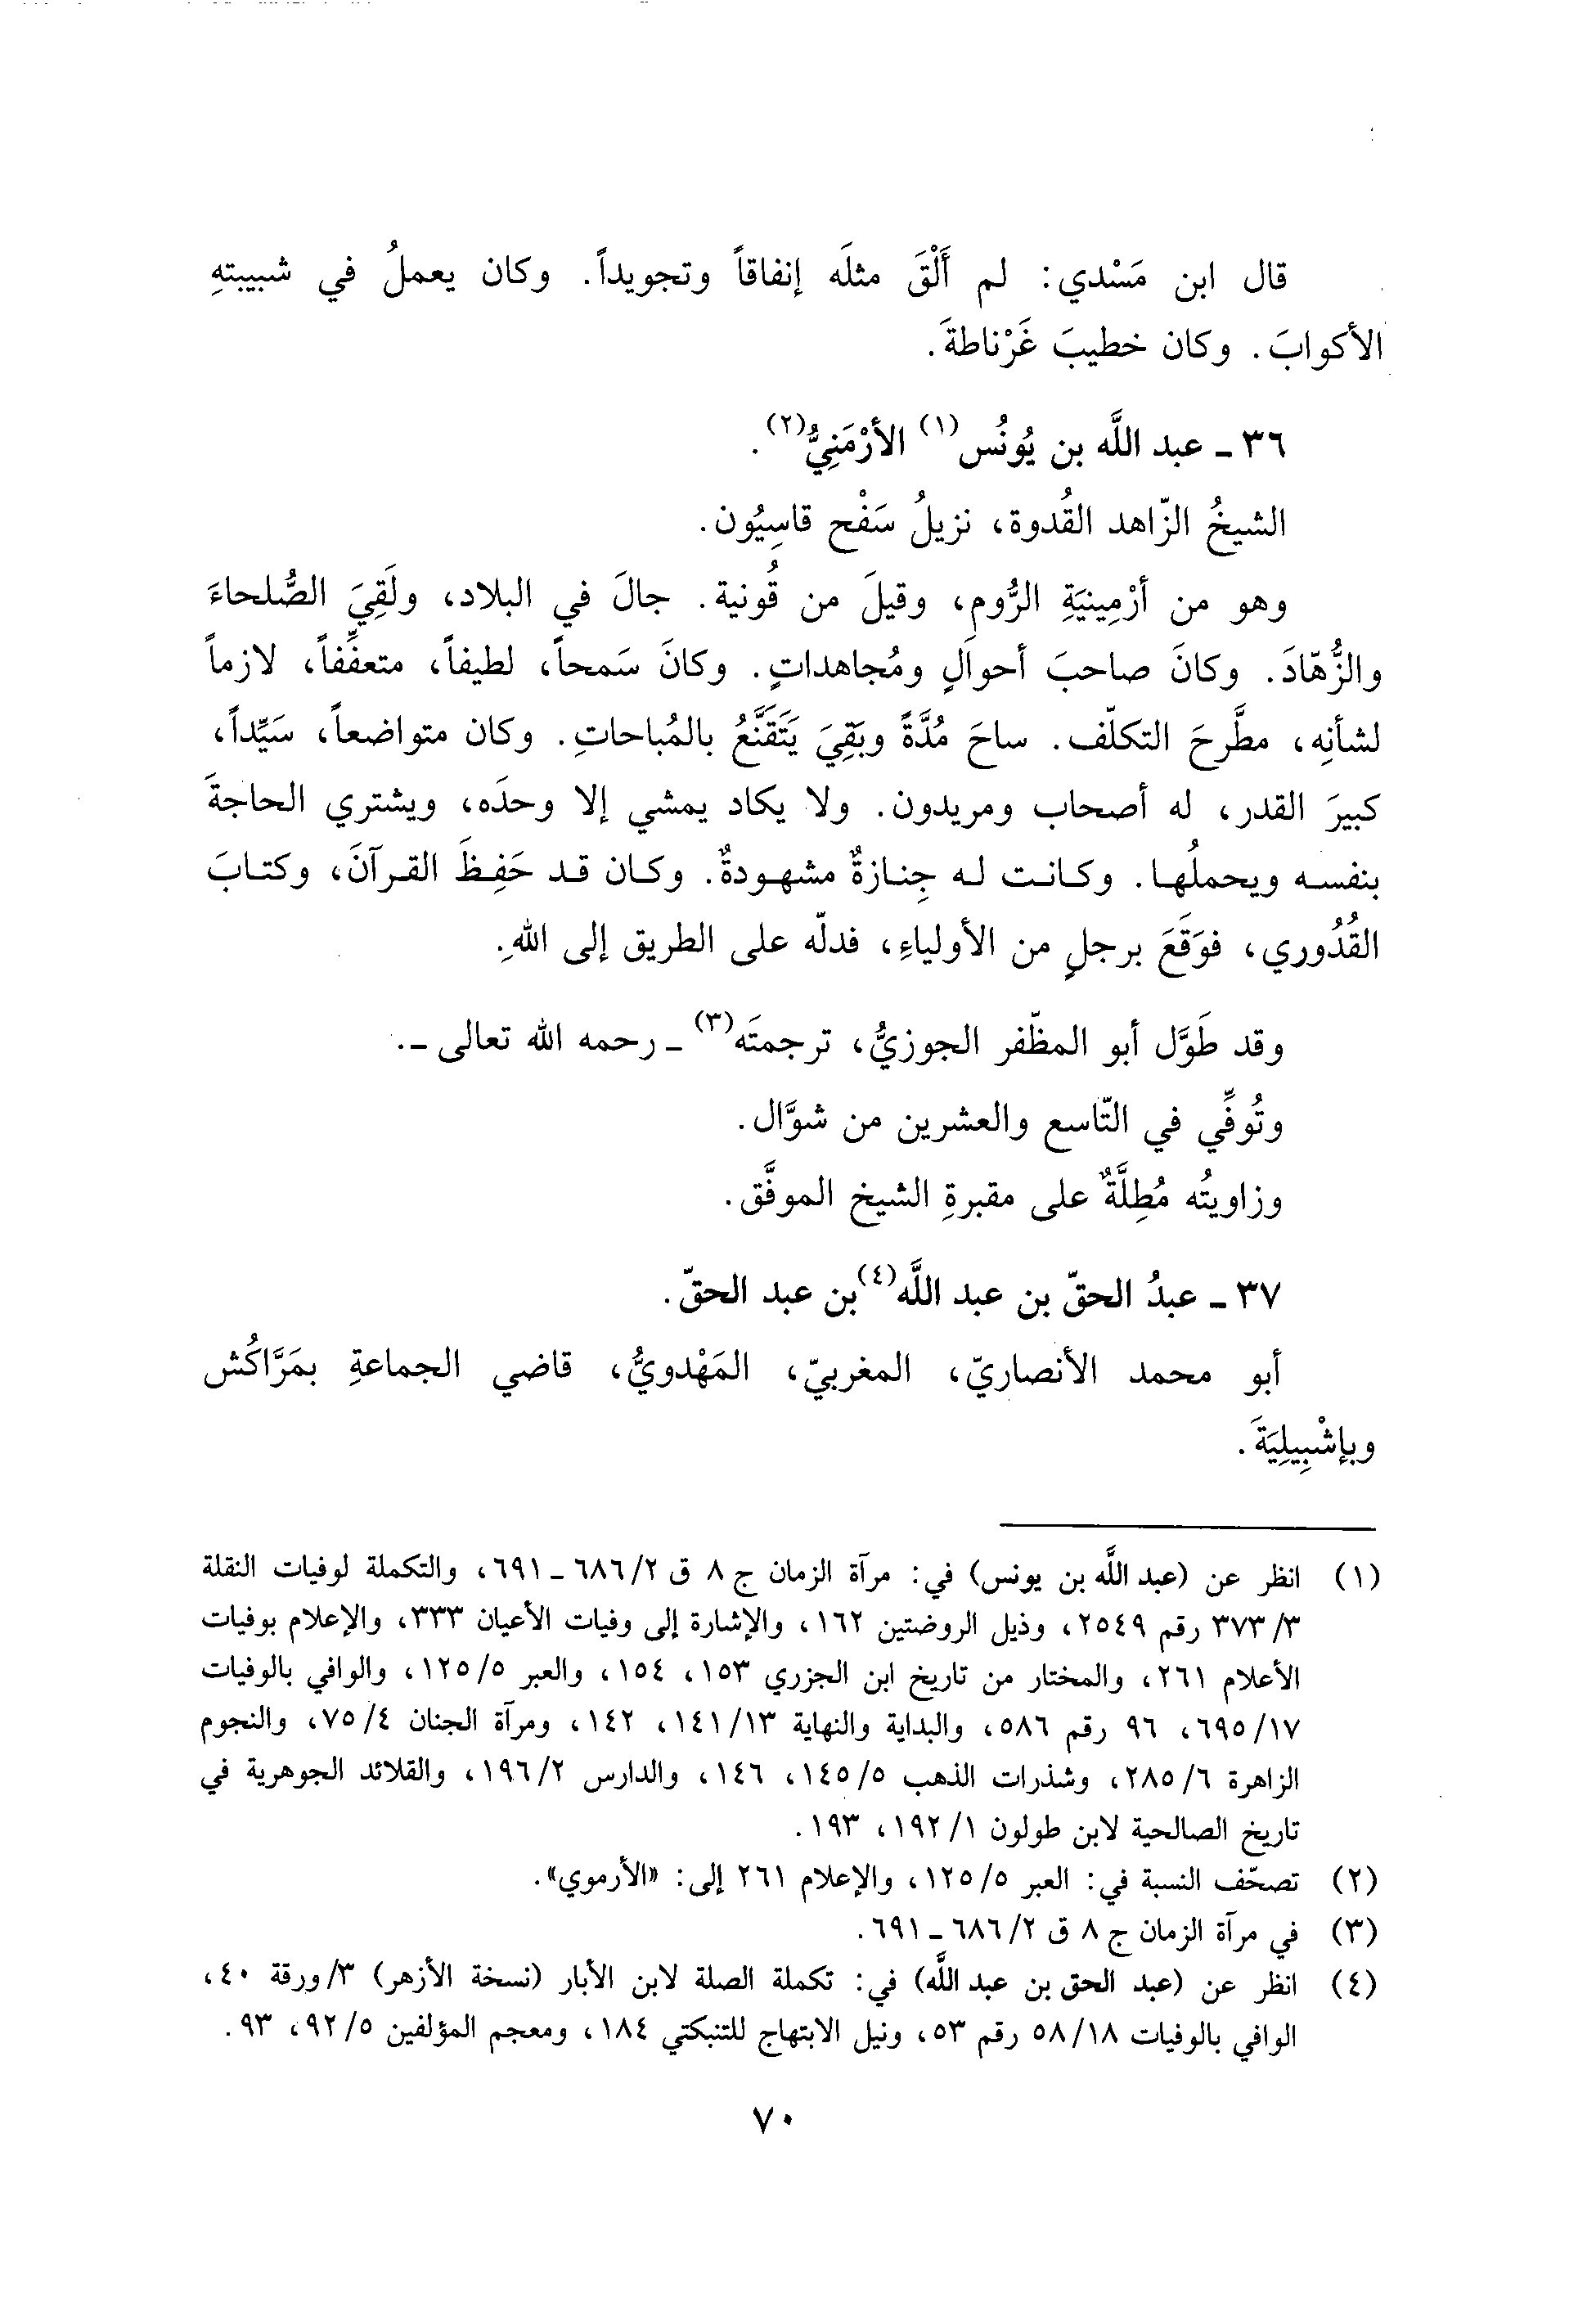 قال ابن مَسْدي: لم أَلْقَ مثلَه إنفاقاً وتجويداً. وكان يعملُ في شبيبتهِ
الأكوابَ. وكان خطيبَ غَرْناطةَ.
٣٦ ـ عبد اللَّه بن يُونُس(١) الأرْمَنِيُّ(٢).
الشيخُ الزّاهد القُدوة، نزيلُ سَفْح قاسِيُون.
وهو من أرْمِينيَةِ الرُّومِ، وقيلَ من قُونية. جالَ في البلاد، ولَقِيَ الصُّلحاءَ
والزُّهّادَ. وكانَ صاحبَ أحوالٍ ومُجاهداتٍ. وكانَ سَمحاً، لطيفاً، متعفِّفاً، لازماً
لشأنِه، مطَّرحَ التكلّف. ساحَ مُدَّةً وبَقِيَ يَتَقَنَّعُ بالمُباحاتِ. وكان متواضعاً، سَيِّداً،
كبيرَ القدر، له أصحاب ومريدون. ولا يكاد يمشي إلا وحدَه، ويشتري الحاجةَ
بنفسه ويحملُها. وكانت له جِنازةٌ مشهودةٌ. وكان قد حَفِظَ القرآنَ، وكتابَ
القُدُوري، فوَقَعَ برجلٍ من الأولياءِ، فدلّه على الطريق إلى اللهِ.
وقد طَوَّل أبو المظّفر الجوزيُّ، ترجمتَه(٣) ـ رحمه الله تعالى ـ.
وتُوفِّي في التّاسع والعشرين من شوَّال.
وزاويتُه مُطِلَّةٌ على مقبرةِ الشيخ الموفَّق.
٣٧ ـ عبدُ الحقّ بن عبد اللَّه(٤) بن عبد الحقّ.
أبو محمد الأنصاريّ، المغربيّ، المَهْدويُّ، قاضي الجماعةِ بمَرَّاكُش
وبإشْبِيلِيَةَ.
(١) انظر عن (عبد اللَّه بن يونس) في: مرآة الزمان ج ٨ ق ٢/ ٦٨٦ ـ ٦٩١، والتكملة لوفيات النقلة
٣/ ٣٧٣ رقم ٢٥٤٩، وذيل الروضتين ١٦٢، والإشارة إلى وفيات الأعيان ٣٣٣، والإعلام بوفيات
الأعلام ٢٦١، والمختار من تاريخ ابن الجزري ١٥٣، ١٥٤، والعبر ٥/ ١٢٥، والوافي بالوفيات
١٧/ ٦٩٥، ٩٦ رقم ٥٨٦، والبداية والنهاية ١٣/ ١٤١، ١٤٢، ومرآة الجنان ٤/ ٧٥، والنجوم
الزاهرة ٦/ ٢٨٥، وشذرات الذهب ٥/ ١٤٥، ١٤٦، والدارس ٢/ ١٩٦، والقلائد الجوهرية في
تاريخ الصالحية لابن طولون ١/ ١٩٢، ١٩٣.
(٢) تصحّف النسبة في: العبر ٥/ ١٢٥، والإعلام ٢٦١ إلى: «الأرموي».
(٣) في مرآة الزمان ج ٨ ق ٢/ ٦٨٦ ـ ٦٩١.
(٤) انظر عن (عبد الحق بن عبد اللَّه) في: تكملة الصلة لابن الأبار (نسخة الأزهر) ٣/ ورقة ٤٠،
الوافي بالوفيات ١٨/ ٥٨ رقم ٥٣، ونيل الابتهاج للتنبكتي ١٨٤، ومعجم المؤلفين ٥/ ٩٢، ٩٣.
٧٠